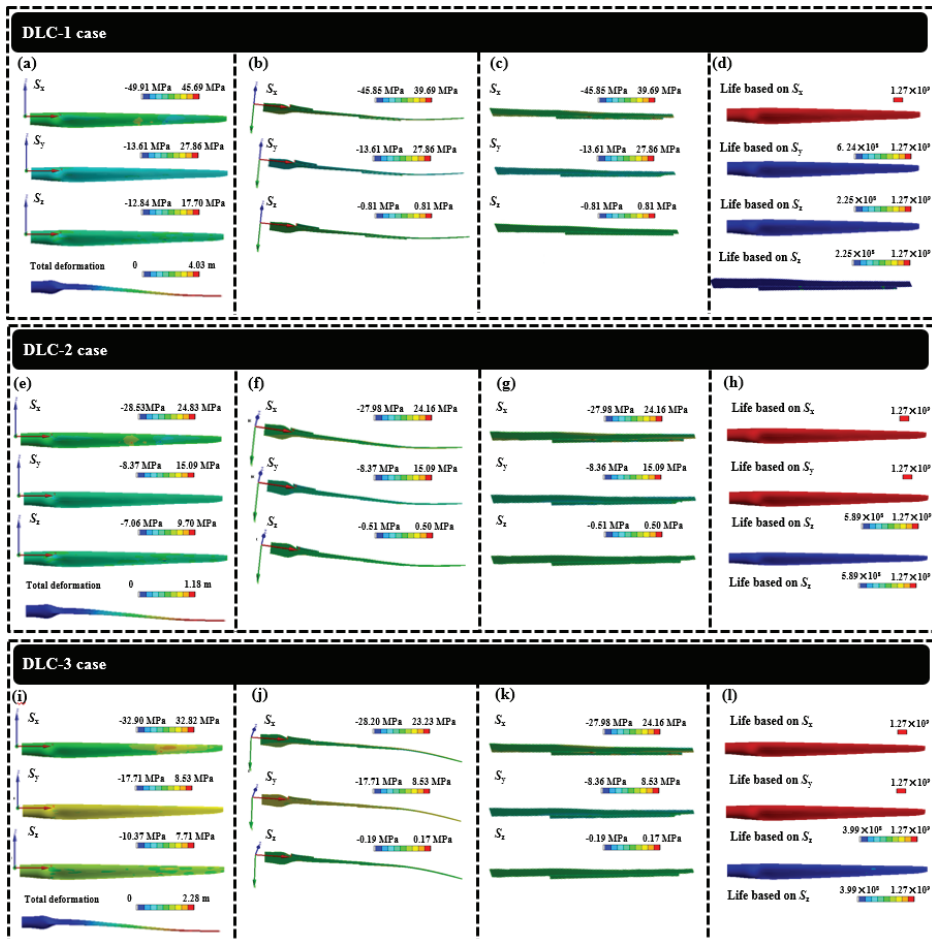 DLC-1 case
(a)
Sx
-49.91 MPa 45.69 MPa
Sy
-13.61 MPa 27.86 MPa
Sz
-12.84 MPa 17.70 MPa
Total deformation 0 4.03 m
(b)
Sx
-45.85 MPa 39.69 MPa
Sy
-13.61 MPa 27.86 MPa
Sz
-0.81 MPa 0.81 MPa
(c)
Sx
-45.85 MPa 39.69 MPa
Sy
-13.61 MPa 27.86 MPa
Sz
-0.81 MPa 0.81 MPa
(d)
Life based on Sx 1.27×10⁹
Life based on Sy 6.24×10⁸ 1.27×10⁹
Life based on Sz 2.25×10⁸ 1.27×10⁹
Life based on Sz 2.25×10⁸ 1.27×10⁹
DLC-2 case
(e)
Sx
-28.53MPa 24.83 MPa
Sy
-8.37 MPa 15.09 MPa
Sz
-7.06 MPa 9.70 MPa
Total deformation 0 1.18 m
(f)
Sx
-27.98 MPa 24.16 MPa
Sy
-8.37 MPa 15.09 MPa
Sz
-0.51 MPa 0.50 MPa
(g)
Sx
-27.98 MPa 24.16 MPa
Sy
-8.36 MPa 15.09 MPa
Sz
-0.51 MPa 0.50 MPa
(h)
Life based on Sx 1.27×10⁹
Life based on Sy 1.27×10⁹
Life based on Sz 5.89×10⁸ 1.27×10⁹
Life based on Sz 5.89×10⁸ 1.27×10⁹
DLC-3 case
(i)
Sx
-32.90 MPa 32.82 MPa
Sy
-17.71 MPa 8.53 MPa
Sz
-10.37 MPa 7.71 MPa
Total deformation 0 2.28 m
(j)
Sx
-28.20 MPa 23.23 MPa
Sy
-17.71 MPa 8.53 MPa
Sz
-0.19 MPa 0.17 MPa
(k)
Sx
-27.98 MPa 24.16 MPa
Sy
-8.36 MPa 8.53 MPa
Sz
-0.19 MPa 0.17 MPa
(l)
Life based on Sx 1.27×10⁹
Life based on Sy 1.27×10⁹
Life based on Sz 3.99×10⁸ 1.27×10⁹
Life based on Sz 3.99×10⁸ 1.27×10⁹